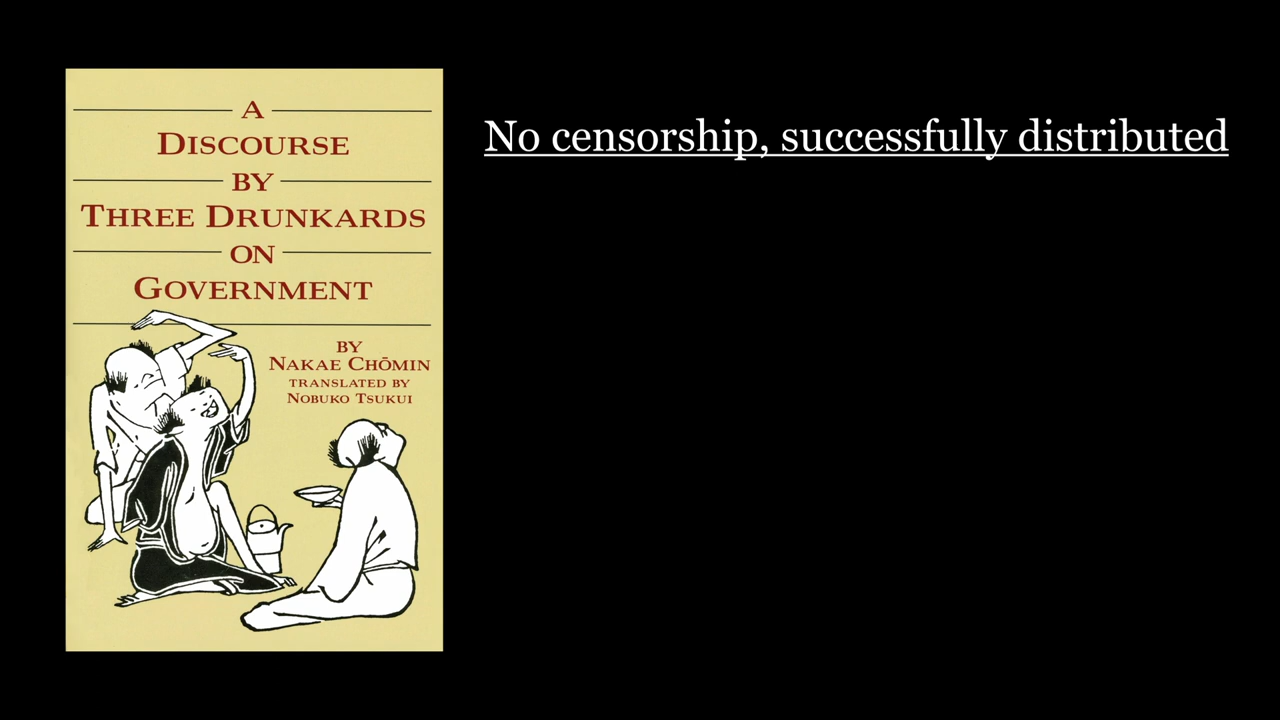 A
DISCOURSE
BY
THREE DRUNKARDS
ON
GOVERNMENT
BY
NAKAE CHŌMIN
TRANSLATED BY
NOBUKO TSUKUI
No censorship, successfully distributed